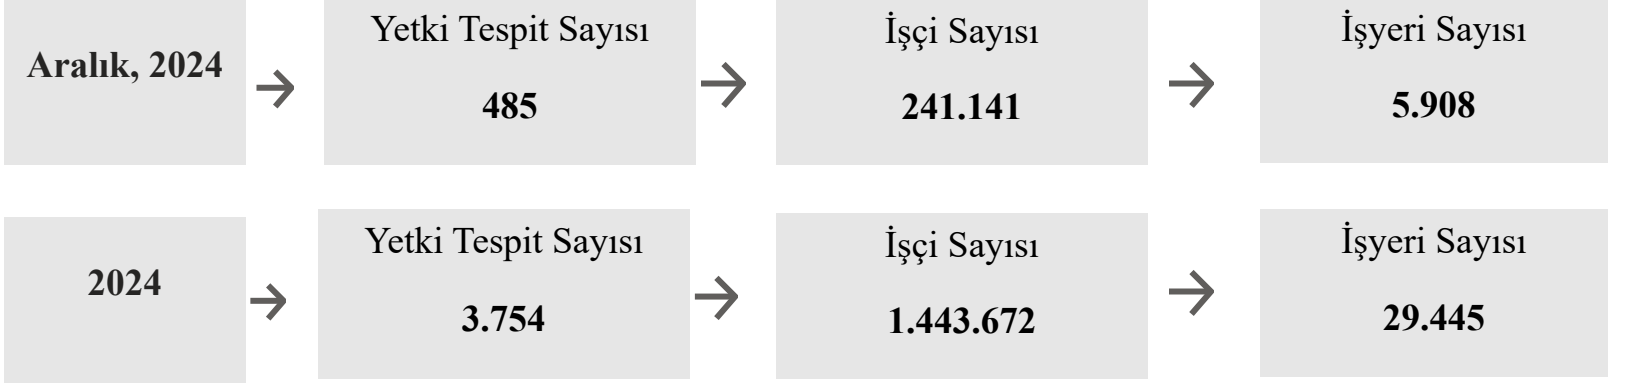 Aralık, 2024
Yetki Tespit Sayısı
485
İşçi Sayısı
241.141
İşyeri Sayısı
5.908
2024
Yetki Tespit Sayısı
3.754
İşçi Sayısı
1.443.672
İşyeri Sayısı
29.445